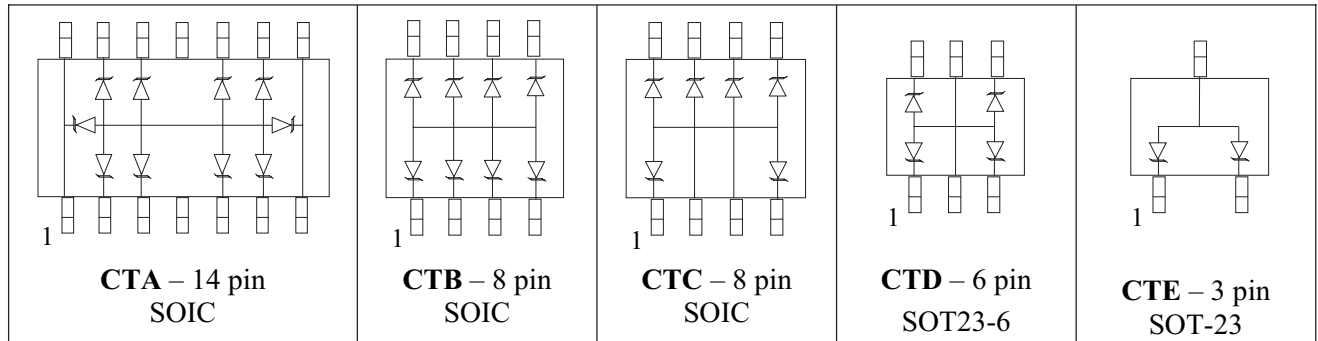 1
CTA – 14 pin
SOIC
1
CTB – 8 pin
SOIC
1
CTC – 8 pin
SOIC
1
CTD – 6 pin
SOT23-6
1
CTE – 3 pin
SOT-23